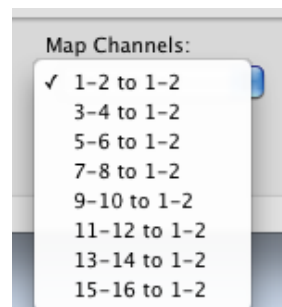 Map Channels:
✓ 1-2 to 1-2
3-4 to 1-2
5-6 to 1-2
7-8 to 1-2
9-10 to 1-2
11-12 to 1-2
13-14 to 1-2
15-16 to 1-2